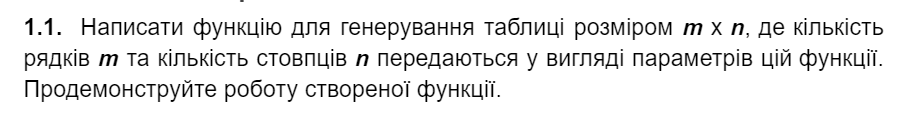 1.1. Написати функцію для генерування таблиці розміром m x n, де кількість
рядків m та кількість стовпців n передаються у вигляді параметрів цій функції.
Продемонструйте роботу створеної функції.